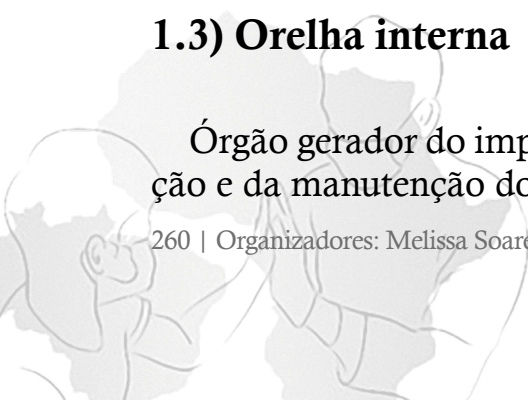 1.3) Orelha interna
Órgão gerador do imp
ção e da manutenção do
260 | Organizadores: Melissa Soare